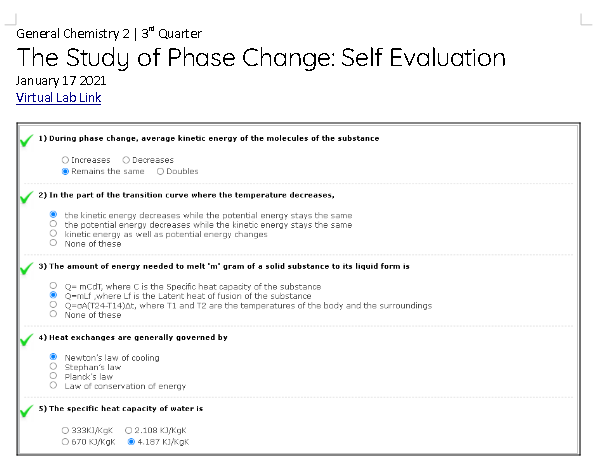 General Chemistry 2 | 3rd Quarter
The Study of Phase Change: Self Evaluation
January 17 2021
Virtual Lab Link
1) During phase change, average kinetic energy of the molecules of the substance
Increases Decreases
Remains the same Doubles
2) In the part of the transition curve where the temperature decreases,
the kinetic energy decreases while the potential energy stays the same
the potential energy decreases while the kinetic energy stays the same
kinetic energy as well as potential energy changes
None of these
3) The amount of energy needed to melt "m" gram of a solid substance to its liquid form is
Q= mCdT, where C is the Specific heat capacity of the substance
Q=mLf ,where Lf is the Latent heat of fusion of the substance
Q=σA(T24-T14)Δt, where T1 and T2 are the temperatures of the body and the surroundings
None of these
4) Heat exchanges are generally governed by
Newton's law of cooling
Stephan's law
Planck's law
Law of conservation of energy
5) The specific heat capacity of water is
333KJ/KgK 2.108 KJ/KgK
670 KJ/KgK 4.187 KJ/KgK